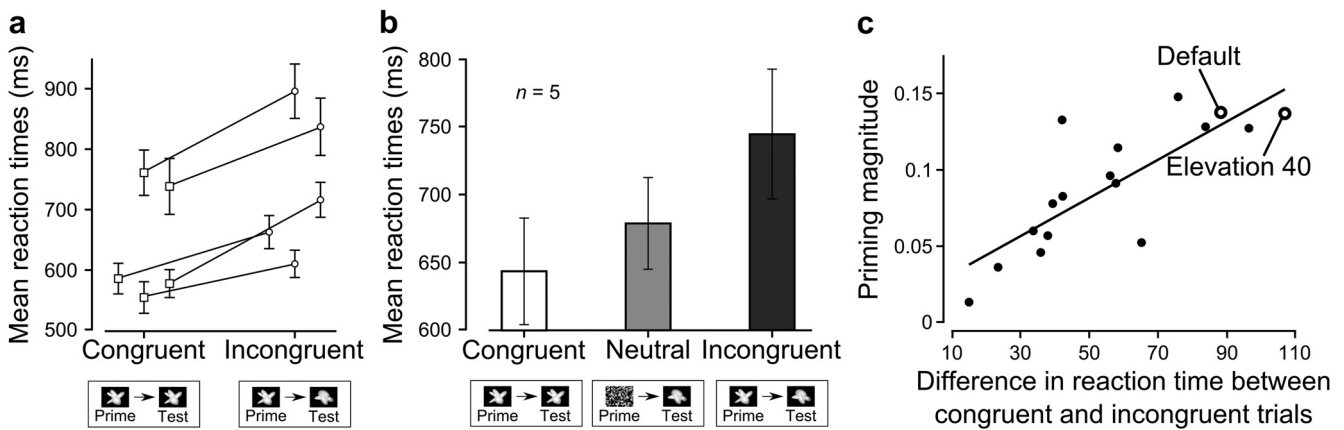 a
Mean reaction times (ms)
900
800
700
600
500
Congruent Incongruent
Prime Test
Prime Test
b
Mean reaction times (ms)
800
750
700
650
600
n = 5
Congruent Neutral Incongruent
Prime Test
Prime Test
Prime Test
c
Priming magnitude
0.15
0.1
0.05
0
Default
Elevation 40
10 30 50 70 90 110
Difference in reaction time between
congruent and incongruent trials